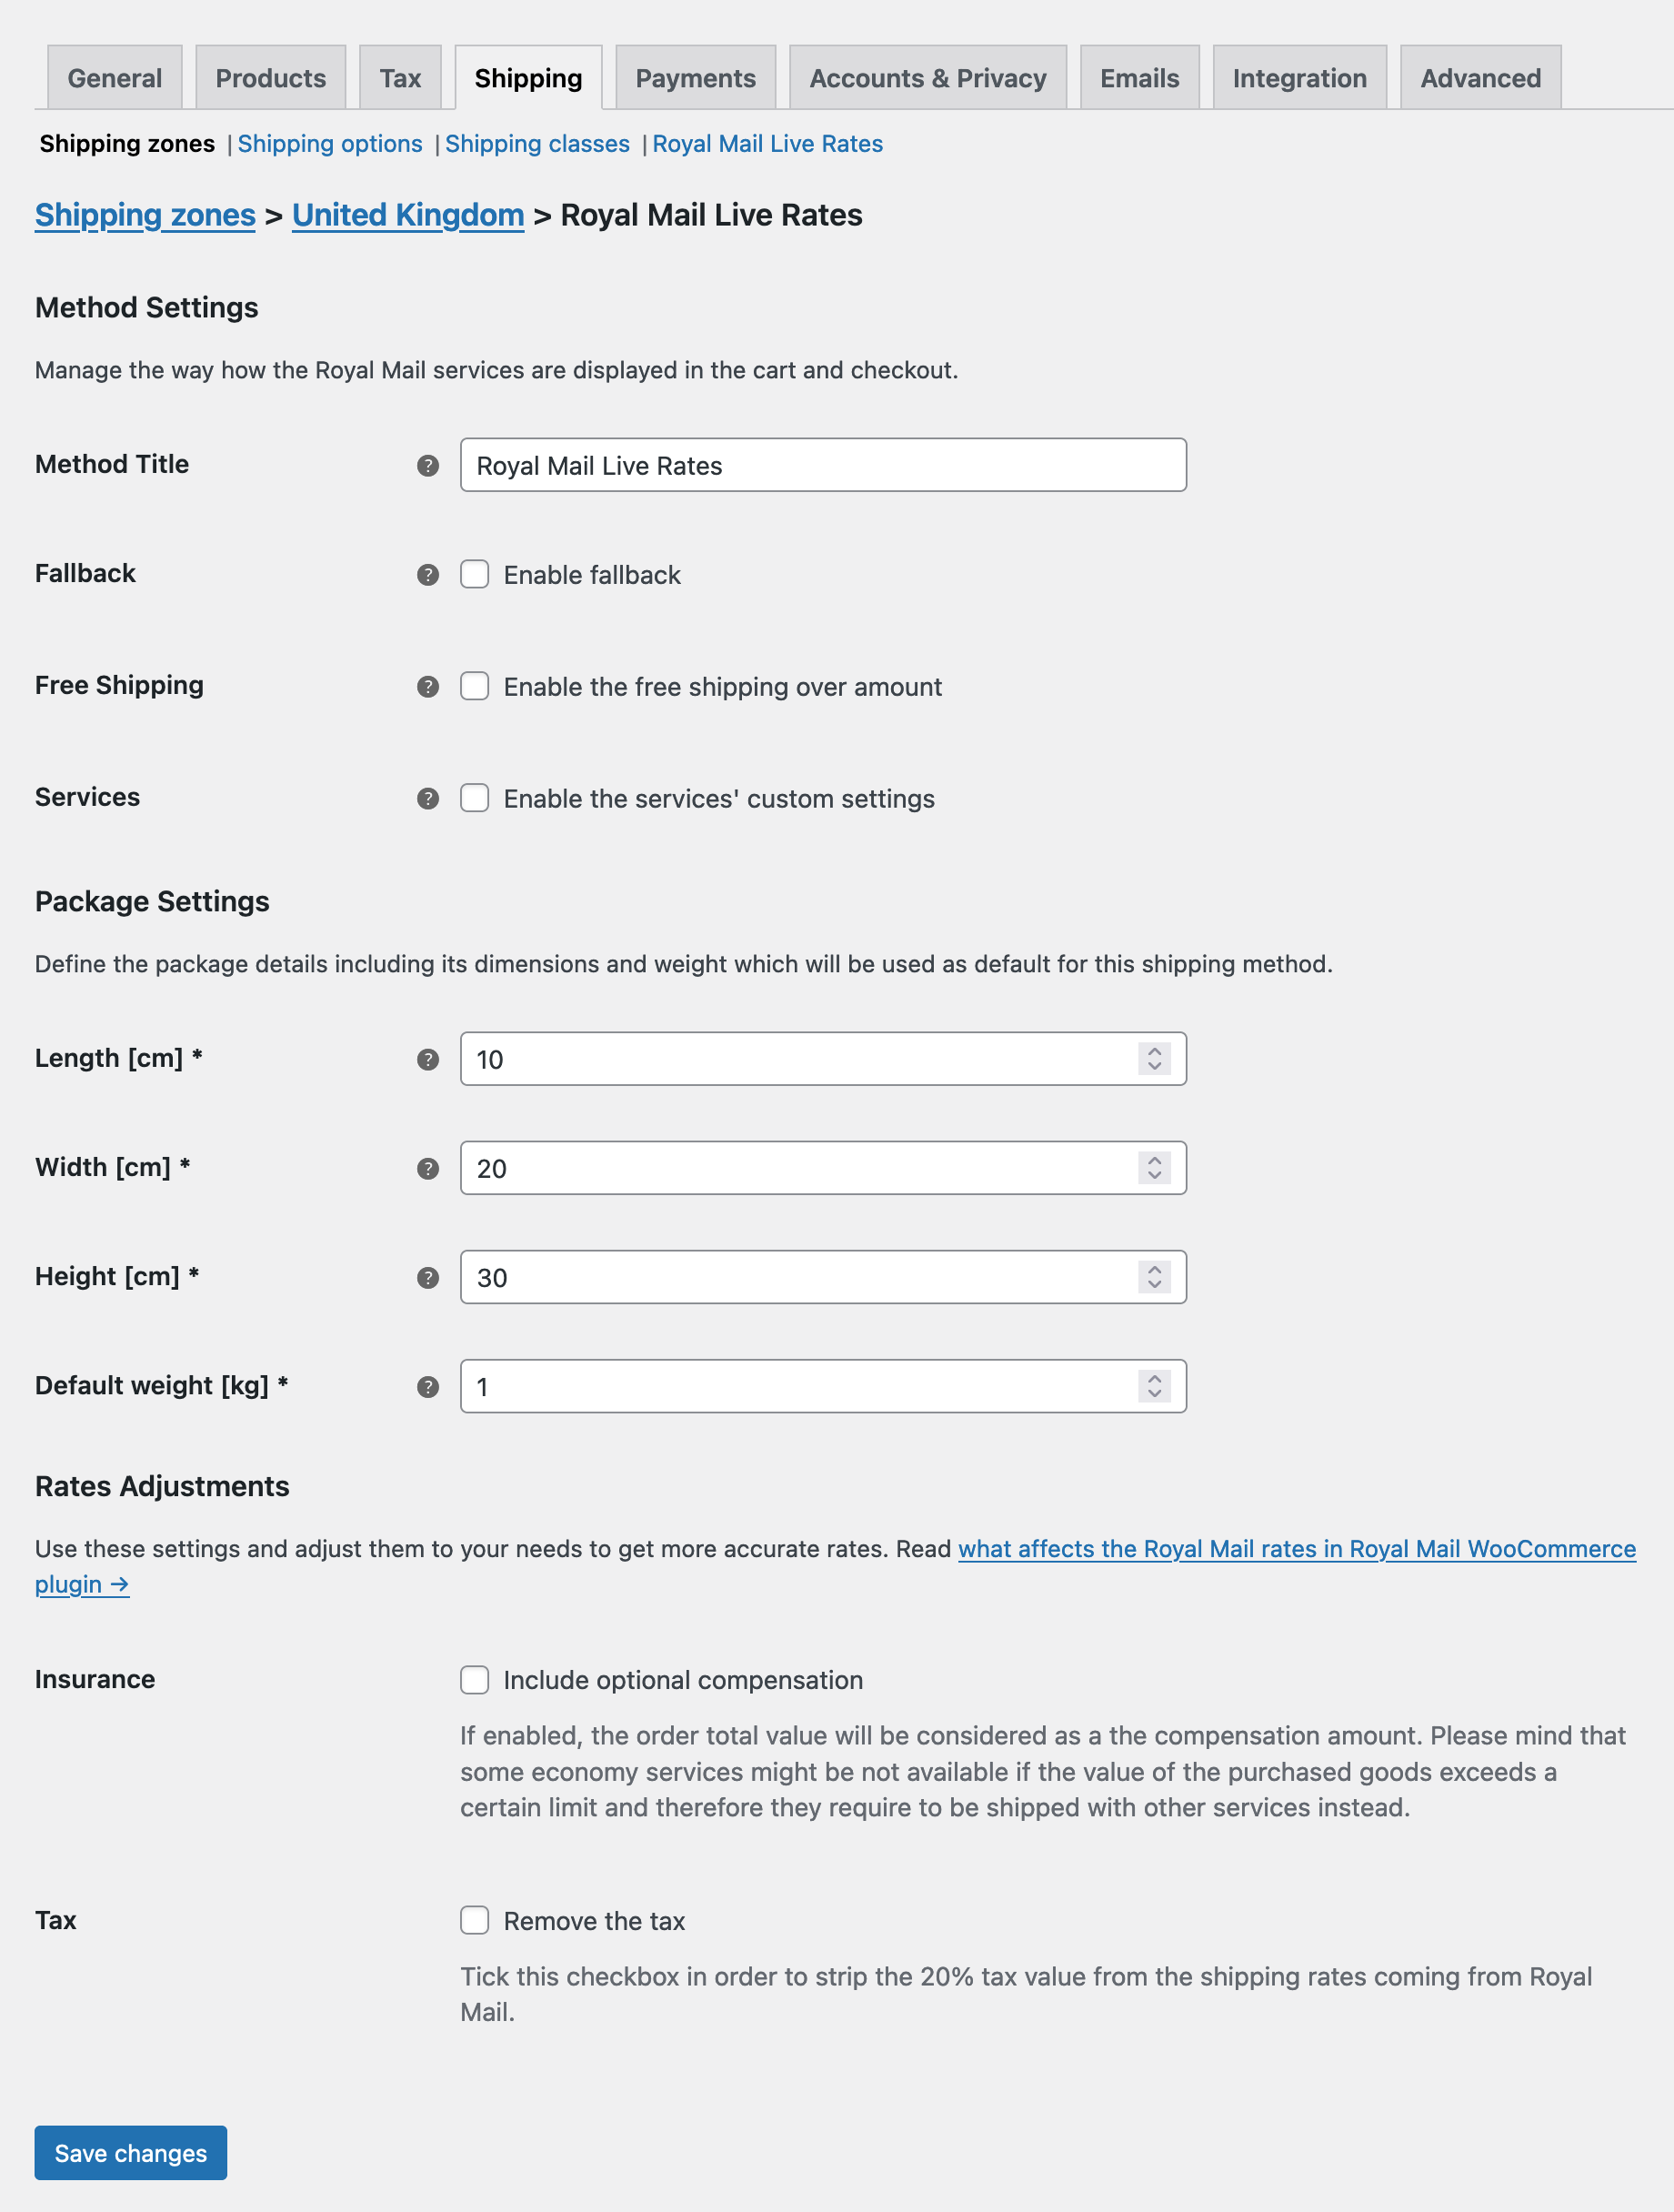 General Products Tax Shipping Payments Accounts & Privacy Emails Integration Advanced
Shipping zones | Shipping options | Shipping classes | Royal Mail Live Rates
Shipping zones > United Kingdom > Royal Mail Live Rates
Method Settings
Manage the way how the Royal Mail services are displayed in the cart and checkout.
Method Title ? Royal Mail Live Rates
Fallback ? Enable fallback
Free Shipping ? Enable the free shipping over amount
Services ? Enable the services' custom settings
Package Settings
Define the package details including its dimensions and weight which will be used as default for this shipping method.
Length [cm] * ? 10
Width [cm] * ? 20
Height [cm] * ? 30
Default weight [kg] * ? 1
Rates Adjustments
Use these settings and adjust them to your needs to get more accurate rates. Read what affects the Royal Mail rates in Royal Mail WooCommerce
plugin →
Insurance Include optional compensation
If enabled, the order total value will be considered as a the compensation amount. Please mind that
some economy services might be not available if the value of the purchased goods exceeds a
certain limit and therefore they require to be shipped with other services instead.
Tax Remove the tax
Tick this checkbox in order to strip the 20% tax value from the shipping rates coming from Royal
Mail.
Save changes